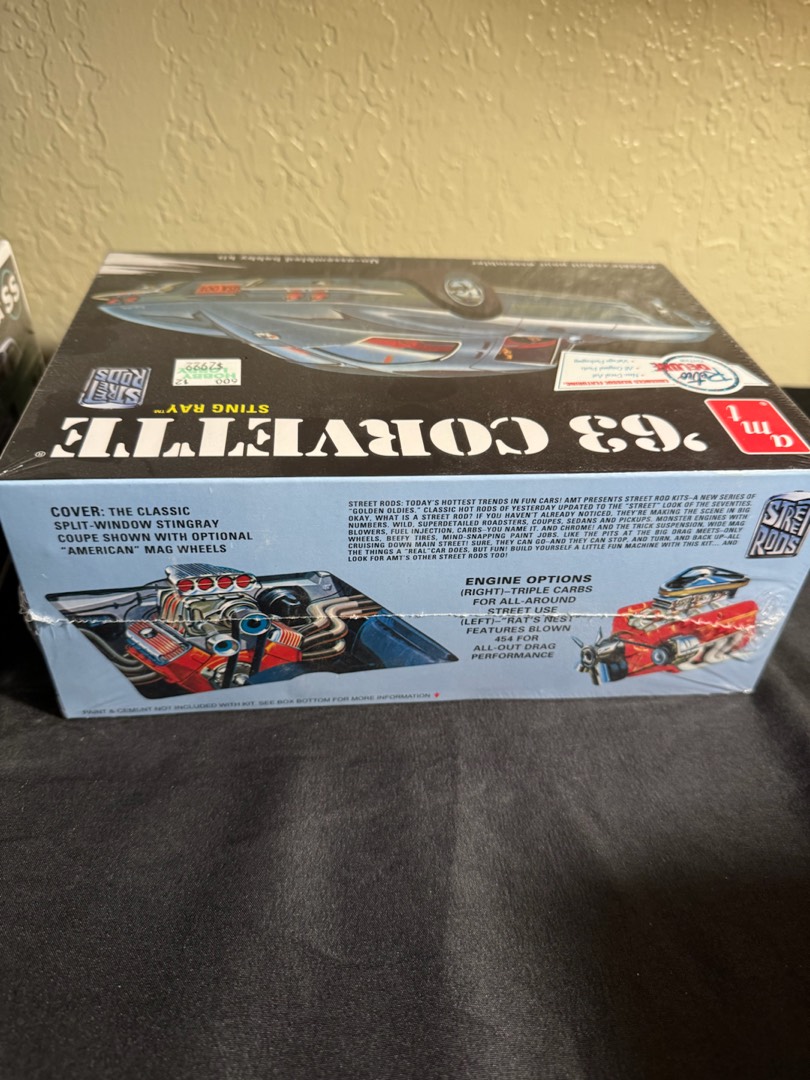 Un-assembled hobby kit
'63 CORVETTE®
STING RAY™
STREET RODS
amt®
Retro
DELUXE
HOBBY
600 12
COVER: THE CLASSIC
SPLIT-WINDOW STINGRAY
COUPE SHOWN WITH OPTIONAL
"AMERICAN" MAG WHEELS
STREET RODS: TODAY'S HOTTEST TRENDS IN FUN CARS! AMT PRESENTS STREET ROD KITS–A NEW SERIES OF
"GOLDEN OLDIES," CLASSIC HOT RODS OF YESTERDAY UPDATED TO THE "STREET" LOOK OF THE SEVENTIES.
OKAY. WHAT IS A STREET ROD? IF YOU HAVEN'T ALREADY NOTICED, THEY'RE MAKING THE SCENE IN BIG
NUMBERS. WILD, SUPERDETAILED ROADSTERS, COUPES, SEDANS AND PICKUPS. MONSTER ENGINES WITH
BLOWERS, FUEL INJECTION, CARBS–YOU NAME IT. AND CHROME! AND THE TRICK SUSPENSION, WIDE MAG
WHEELS, BEEFY TIRES, MIND-SNAPPING PAINT JOBS. LIKE THE PITS AT THE BIG DRAG MEETS–ONLY
CRUISING DOWN MAIN STREET! SURE, THEY CAN GO–AND THEY CAN STOP, AND TURN, AND BACK UP–ALL
THE THINGS A "REAL" CAR DOES, BUT FUN! BUILD YOURSELF A LITTLE FUN MACHINE WITH THIS KIT... AND
LOOK FOR AMT'S OTHER STREET RODS TOO!
STREET RODS
ENGINE OPTIONS
(RIGHT)–TRIPLE CARBS
FOR ALL-AROUND
STREET USE
(LEFT)–"RAT'S NEST"
FEATURES BLOWN
454 FOR
ALL-OUT DRAG
PERFORMANCE
PAINT & CEMENT NOT INCLUDED WITH KIT. SEE BOX BOTTOM FOR MORE INFORMATION